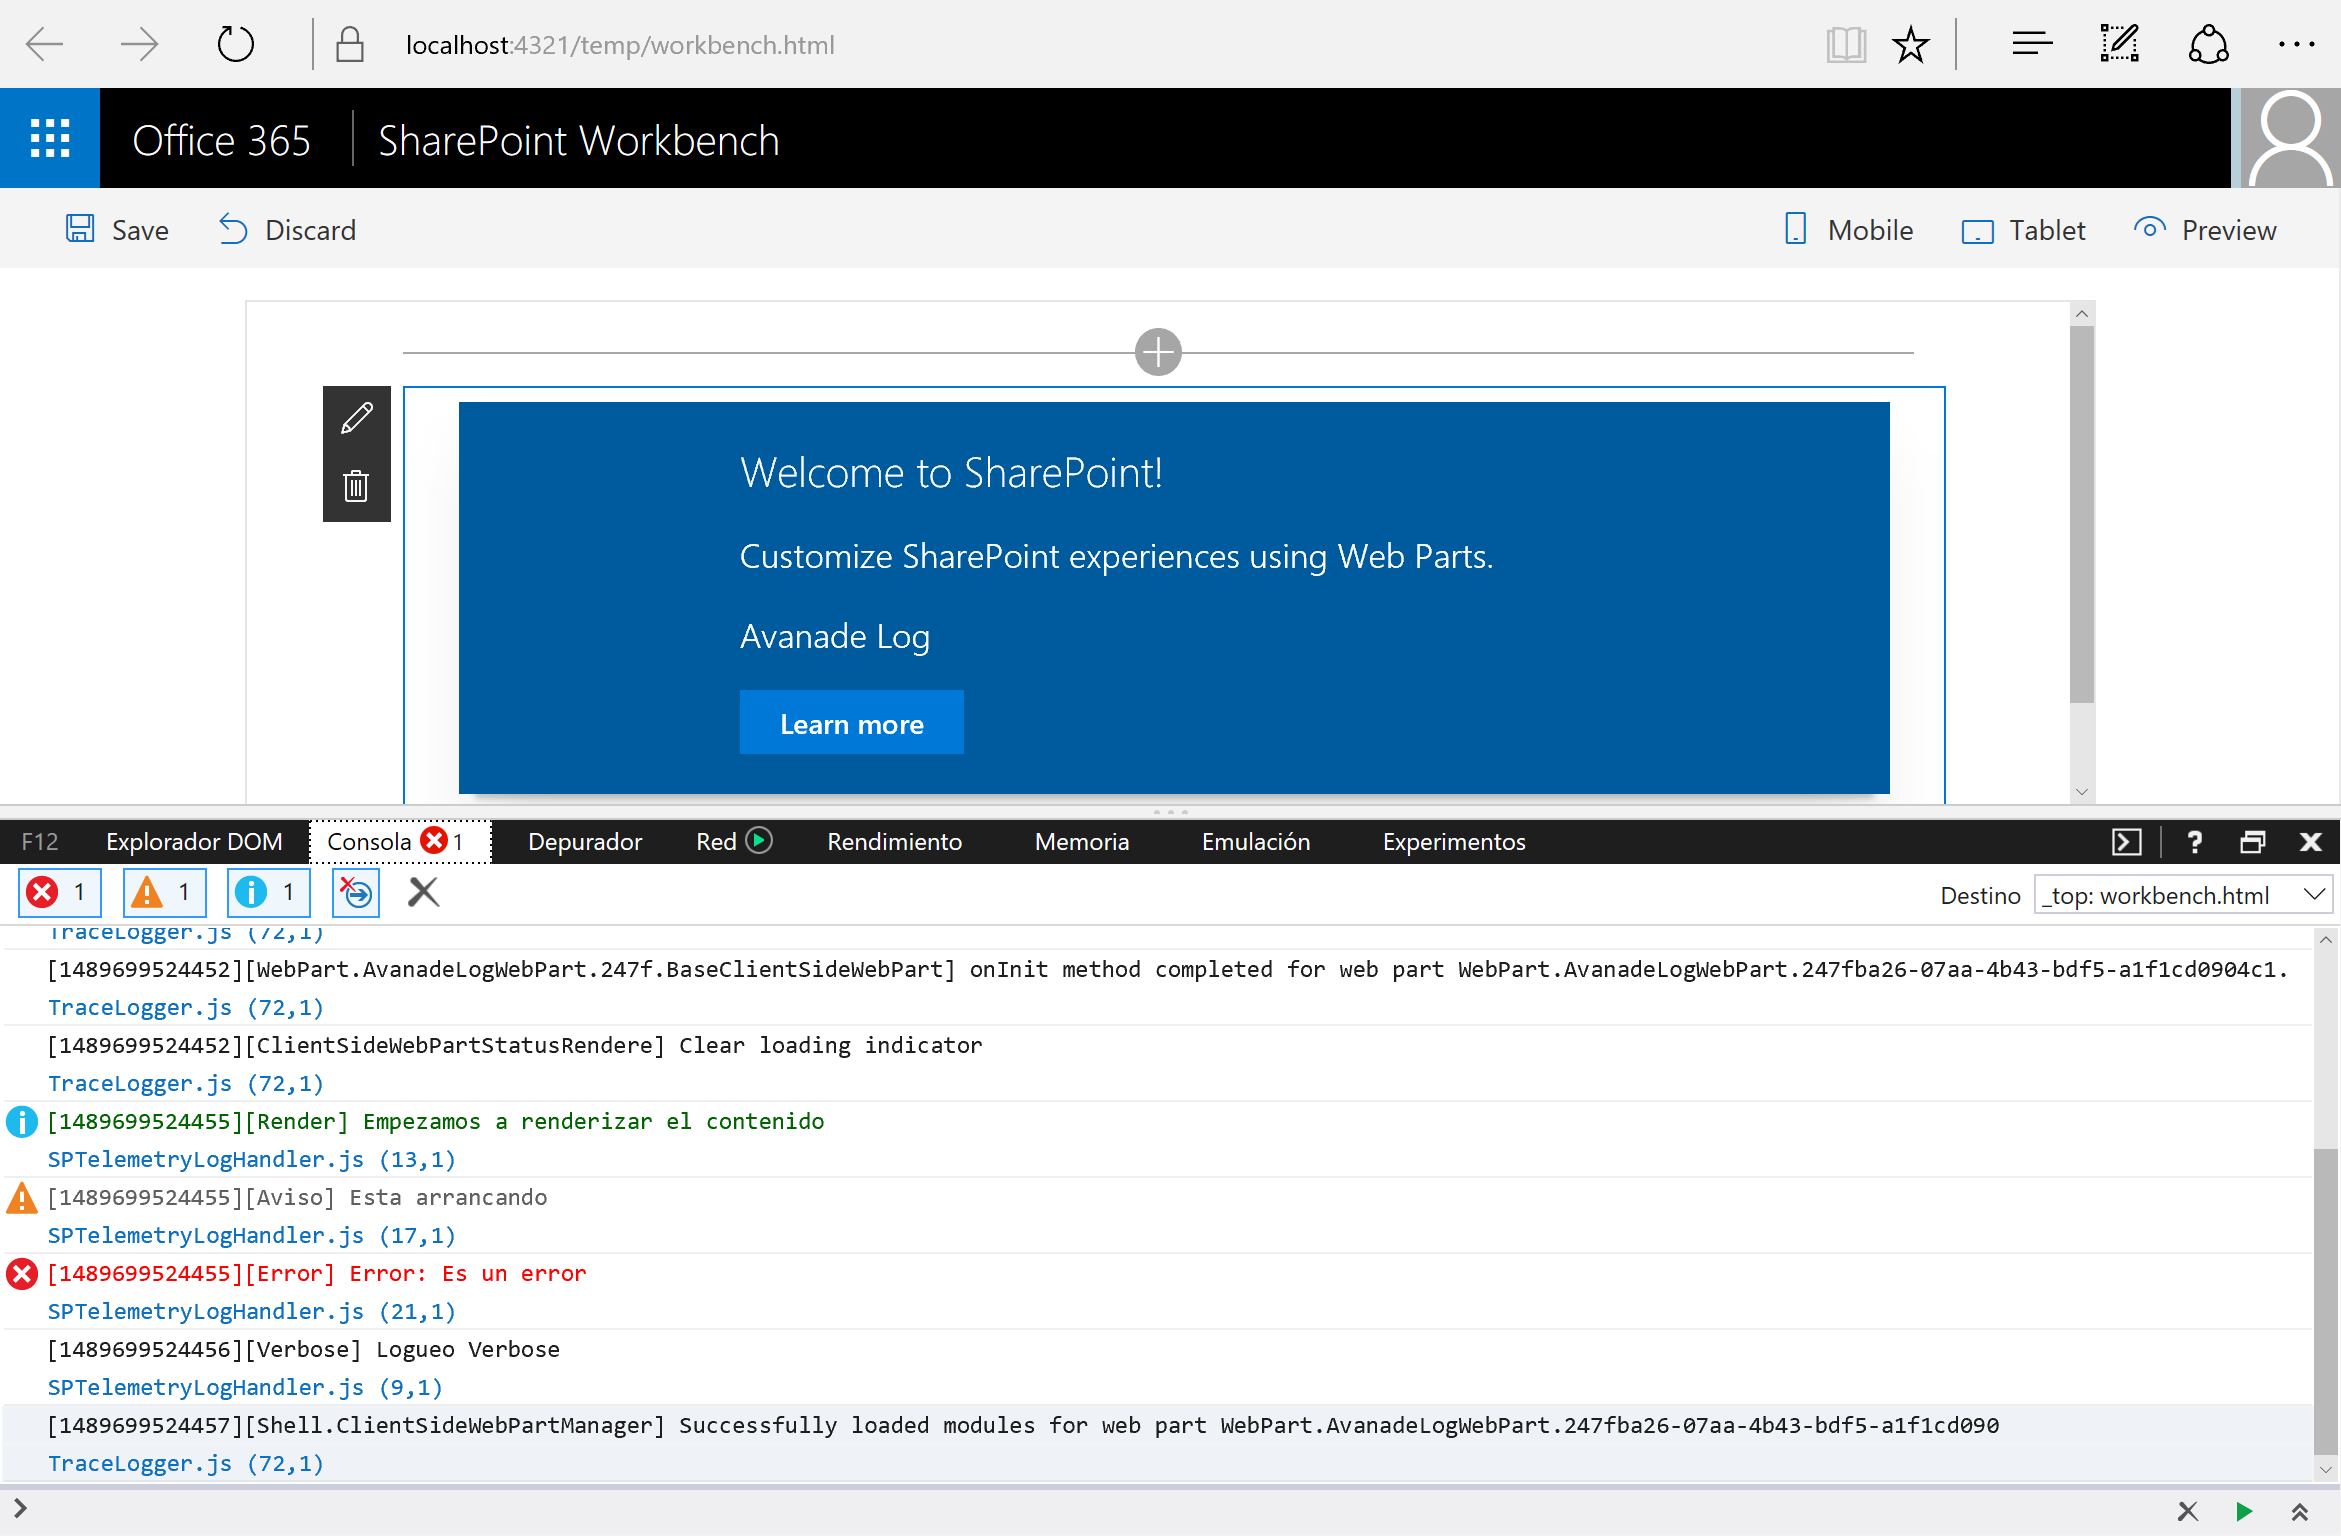 localhost:4321/temp/workbench.html
Office 365 SharePoint Workbench
Save Discard Mobile Tablet Preview
Welcome to SharePoint!
Customize SharePoint experiences using Web Parts.
Avanade Log
Learn more
F12 Explorador DOM Consola 1 Depurador Red Rendimiento Memoria Emulación Experimentos ?
1 1 1 Destino _top: workbench.html
TraceLogger.js (72,1)
[1489699524452][WebPart.AvanadeLogWebPart.247f.BaseClientSideWebPart] onInit method completed for web part WebPart.AvanadeLogWebPart.247fba26-07aa-4b43-bdf5-a1f1cd0904c1.
TraceLogger.js (72,1)
[1489699524452][ClientSideWebPartStatusRendere] Clear loading indicator
TraceLogger.js (72,1)
[1489699524455][Render] Empezamos a renderizar el contenido
SPTelemetryLogHandler.js (13,1)
[1489699524455][Aviso] Esta arrancando
SPTelemetryLogHandler.js (17,1)
[1489699524455][Error] Error: Es un error
SPTelemetryLogHandler.js (21,1)
[1489699524456][Verbose] Logueo Verbose
SPTelemetryLogHandler.js (9,1)
[1489699524457][Shell.ClientSideWebPartManager] Successfully loaded modules for web part WebPart.AvanadeLogWebPart.247fba26-07aa-4b43-bdf5-a1f1cd090
TraceLogger.js (72,1)